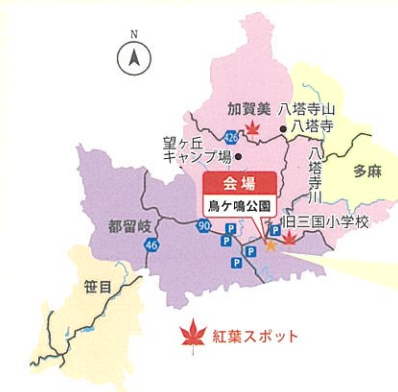 N
加賀美
八塔寺山
八塔寺
426
望ヶ丘
キャンプ場
八塔寺川
多麻
会場
鳥ケ鳴公園
旧三国小学校
都留岐
90
46
P
P
P
P
P
P
笹目
紅葉スポット